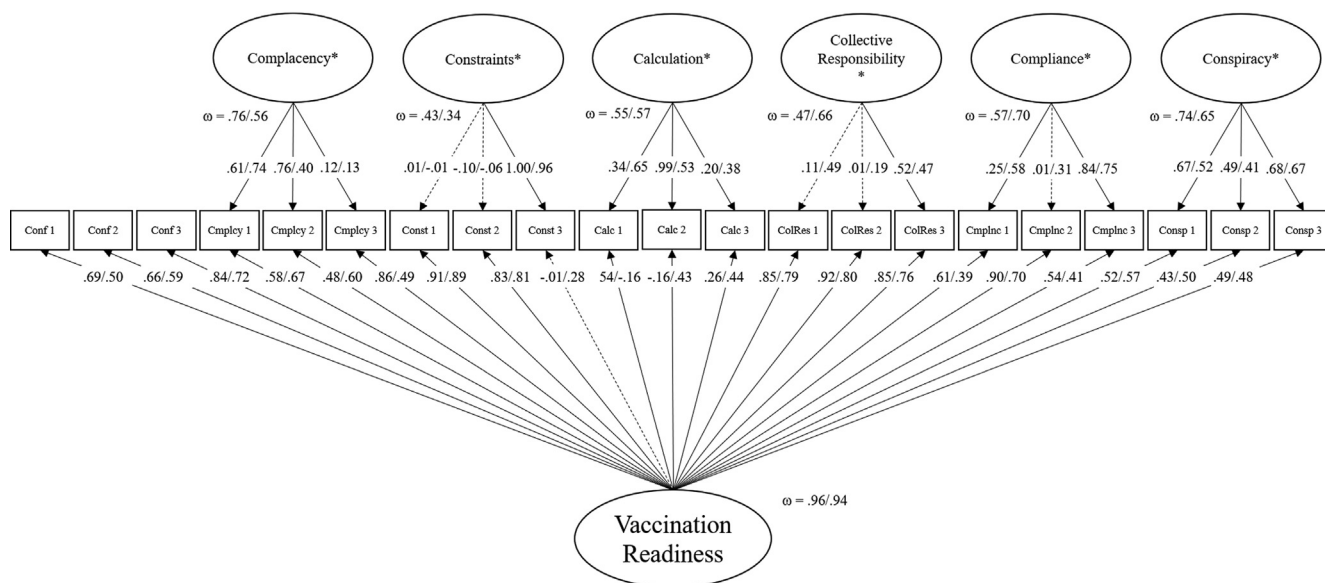 Complacency*
Constraints*
Calculation*
Collective
Responsibility
*
Compliance*
Conspiracy*
ω = .76/.56
ω = .43/.34
ω = .55/.57
ω = .47/.66
ω = .57/.70
ω = .74/.65
.61/.74 .76/.40 .12/.13
.01/-.01 -.10/-.06 1.00/.96
.34/.65 .99/.53 .20/.38
.11/.49 .01/.19 .52/.47
.25/.58 .01/.31 .84/.75
.67/.52 .49/.41 .68/.67
Conf 1 Conf 2 Conf 3 Cmplcy 1 Cmplcy 2 Cmplcy 3 Const 1 Const 2 Const 3 Calc 1 Calc 2 Calc 3 ColRes 1 ColRes 2 ColRes 3 Cmplnc 1 Cmplnc 2 Cmplnc 3 Consp 1 Consp 2 Consp 3
.69/.50 .66/.59 .84/.72 .58/.67 .48/.60 .86/.49 .91/.89 .83/.81 -.01/.28 .54/-.16 -.16/.43 .26/.44 .85/.79 .92/.80 .85/.76 .61/.39 .90/.70 .54/.41 .52/.57 .43/.50 .49/.48
ω = .96/.94
Vaccination
Readiness